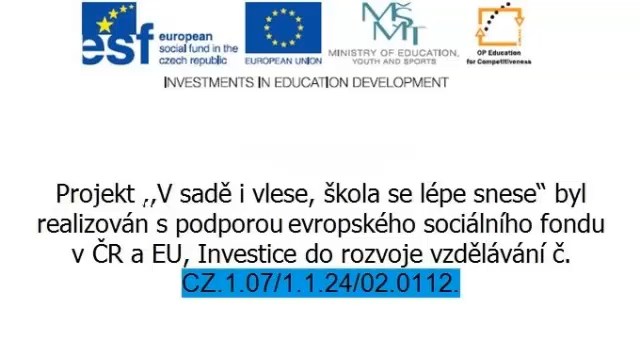 esf european
social fund in the
czech republic
EUROPEAN UNION
MŠMT
MINISTRY OF EDUCATION,
YOUTH AND SPORTS
OP Education
for Competitiveness
INVESTMENTS IN EDUCATION DEVELOPMENT
Projekt ,,V sadě i vlese, škola se lépe snese“ byl
realizován s podporou evropského sociálního fondu
v ČR a EU, Investice do rozvoje vzdělávání č.
CZ.1.07/1.1.24/02.0112.